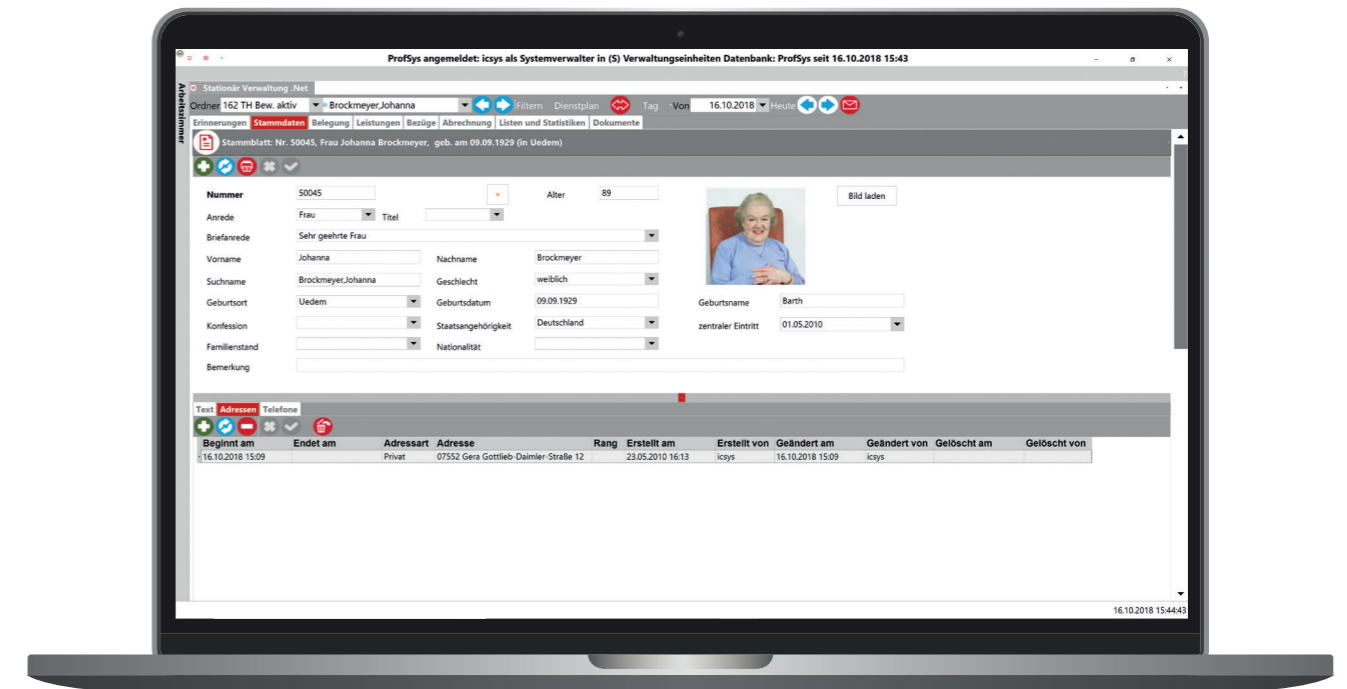 ProfSys angemeldet: icsys als Systemverwalter in (S) Verwaltungseinheiten Datenbank: ProfSys seit 16.10.2018 15:43
Arbeitszimmer
Stationär Verwaltung .Net
Ordner 162 TH Bew. aktiv Brockmeyer,Johanna Filtern Dienstplan Tag Von 16.10.2018 Heute
Erinnerungen Stammdaten Belegung Leistungen Bezüge Abrechnung Listen und Statistiken Dokumente
Stammblatt: Nr. 50045, Frau Johanna Brockmeyer, geb. am 09.09.1929 (in Uedem)
Nummer 50045 Alter 89 Bild laden
Anrede Frau Titel
Briefanrede Sehr geehrte Frau
Vorname Johanna Nachname Brockmeyer
Suchname Brockmeyer,Johanna Geschlecht weiblich
Geburtsort Uedem Geburtsdatum 09.09.1929 Geburtsname Barth
Konfession Staatsangehörigkeit Deutschland zentraler Eintritt 01.05.2010
Familienstand Nationalität
Bemerkung
Text Adressen Telefone
Beginnt am Endet am Adressart Adresse Rang Erstellt am Erstellt von Geändert am Geändert von Gelöscht am Gelöscht von
16.10.2018 15:09 Privat 07552 Gera Gottlieb-Daimler-Straße 12 23.05.2010 16:13 icsys 16.10.2018 15:09 icsys
16.10.2018 15:44:43